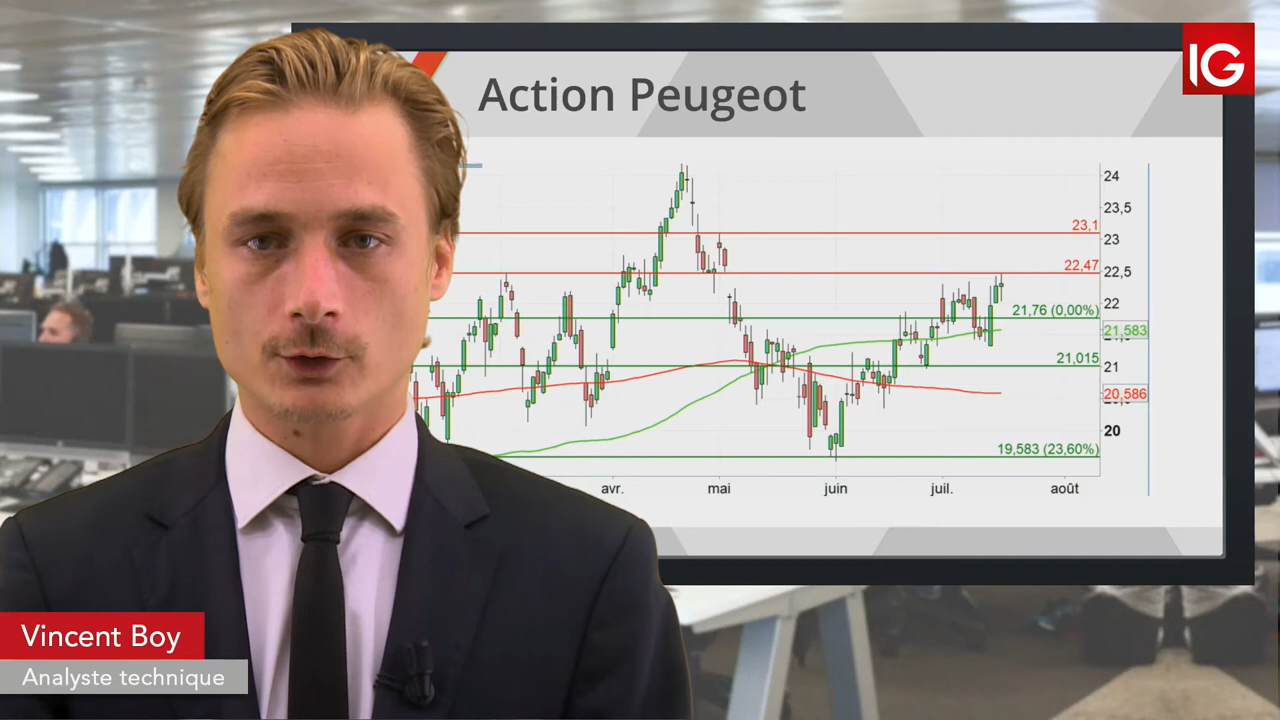 IG
Action Peugeot
24
23,5
23,1
23
22,47
22,5
22
21,76 (0,00%)
21,583
21,015
21
20,586
20
19,583 (23,60%)
avr.
mai
juin
juil.
août
Vincent Boy
Analyste technique